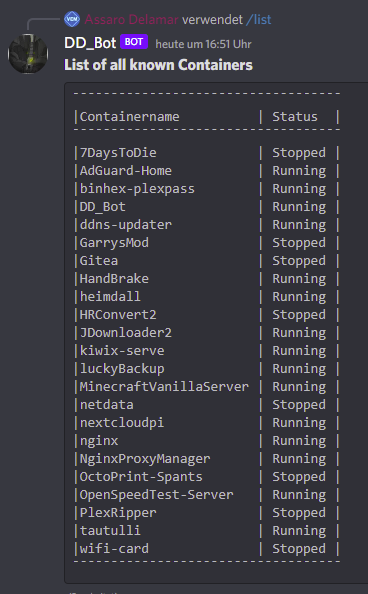 Assaro Delamar verwendet /list
DD_Bot BOT heute um 16:51 Uhr
List of all known Containers
-----------------------------------
|Containername | Status |
-----------------------------------
|7DaysToDie | Stopped |
|AdGuard-Home | Running |
|binhex-plexpass | Running |
|DD_Bot | Running |
|ddns-updater | Running |
|GarrysMod | Stopped |
|Gitea | Stopped |
|HandBrake | Running |
|heimdall | Running |
|HRConvert2 | Stopped |
|JDownloader2 | Running |
|kiwix-serve | Running |
|luckyBackup | Running |
|MinecraftVanillaServer | Running |
|netdata | Stopped |
|nextcloudpi | Running |
|nginx | Running |
|NginxProxyManager | Running |
|OctoPrint-Spants | Stopped |
|OpenSpeedTest-Server | Running |
|PlexRipper | Stopped |
|tautulli | Running |
|wifi-card | Stopped |
-----------------------------------